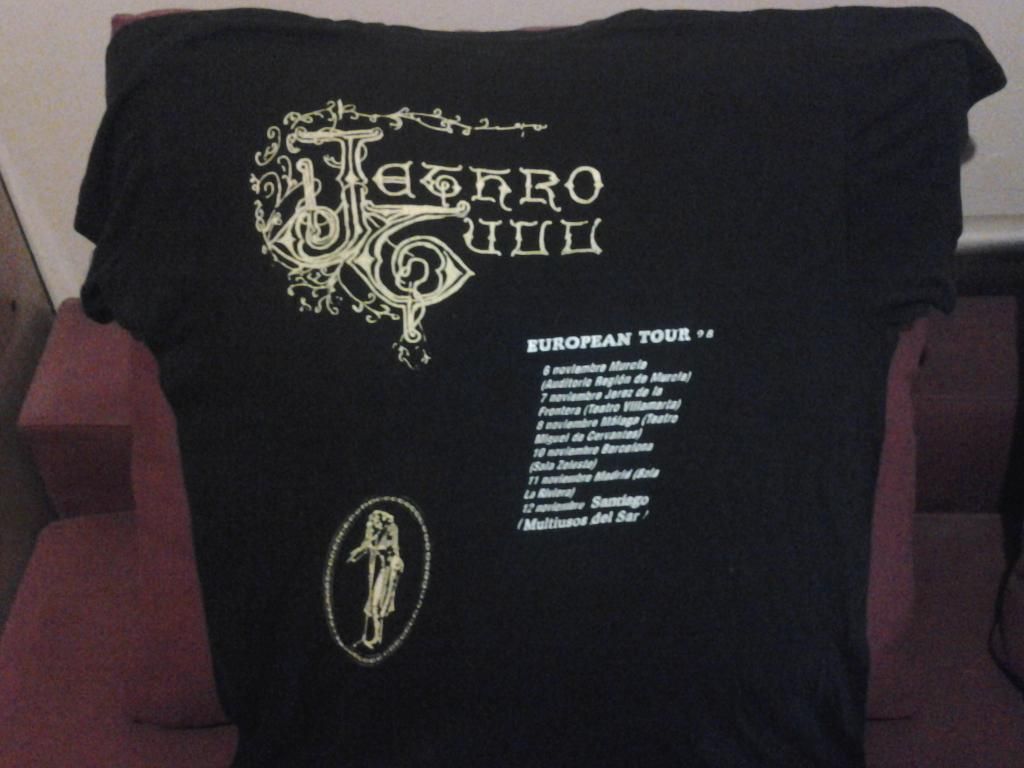 Jethro
Tull
EUROPEAN TOUR 98
6 noviembre Murcia
(Auditorio Región de Murcia)
7 noviembre Jerez de la
Frontera (Teatro Villamarta)
8 noviembre Málaga (Teatro
Miguel de Cervantes)
10 noviembre Barcelona
(Sala Zeleste)
11 noviembre Madrid (Sala
La Riviera)
12 noviembre Santiago
(Multiusos del Sar)